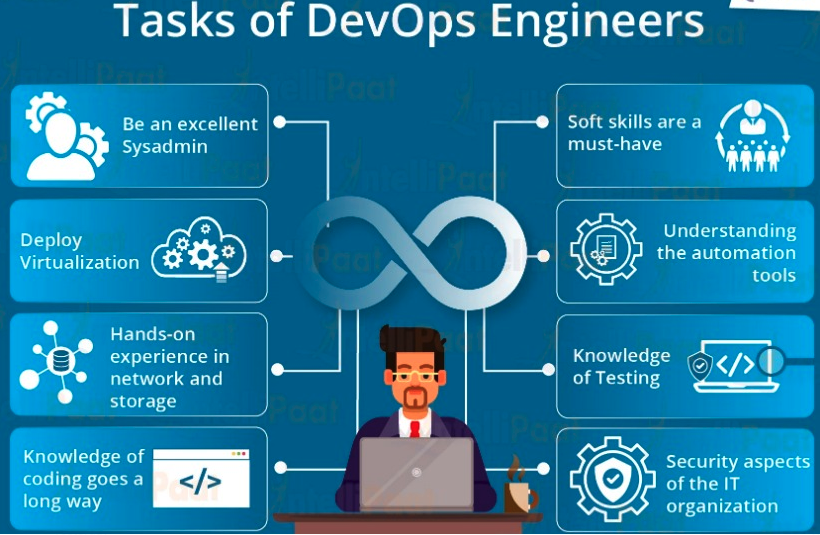 Tasks of DevOps Engineers
Be an excellent
Sysadmin
Deploy
Virtualization
Hands-on
experience in
network and
storage
Knowledge of
coding goes a
long way
</>
Soft skills are a
must-have
Understanding
the automation
tools
Knowledge
of Testing
</>
Security aspects
of the IT
organization
IntelliPaat